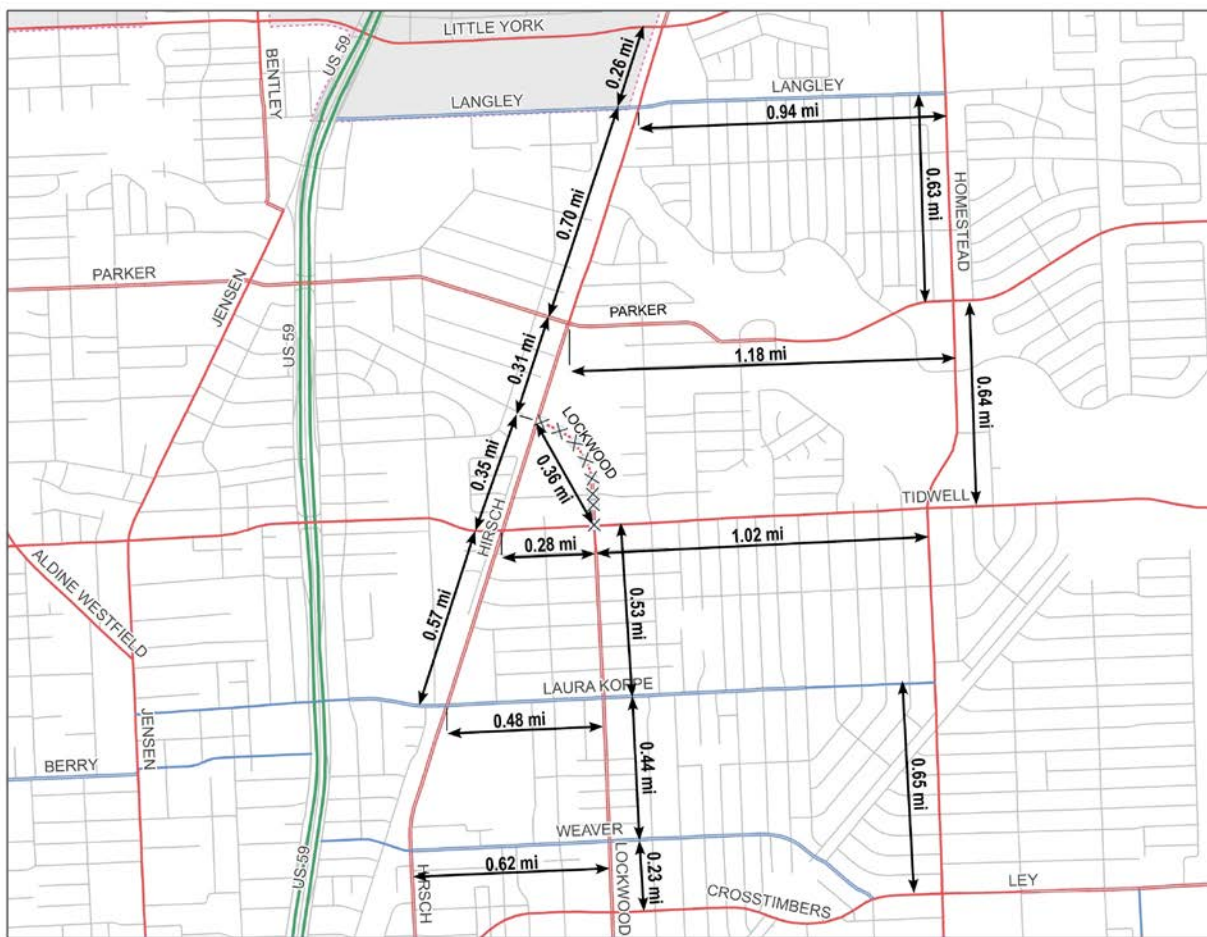 LITTLE YORK
US 59
BENTLEY
0.26 mi
LANGLEY
LANGLEY
0.94 mi
0.63 mi
HOMESTEAD
0.70 mi
PARKER
JENSEN
PARKER
US 59
0.31 mi
1.18 mi
0.64 mi
LOCKWOOD
0.36 mi
0.35 mi
HIRSCH
TIDWELL
0.28 mi
1.02 mi
ALDINE WESTFIELD
0.57 mi
0.53 mi
LAURA KOPPE
JENSEN
0.48 mi
BERRY
0.44 mi
0.65 mi
WEAVER
US 59
HIRSCH
0.62 mi
LOCKWOOD
0.23 mi
CROSSTIMBERS
LEY